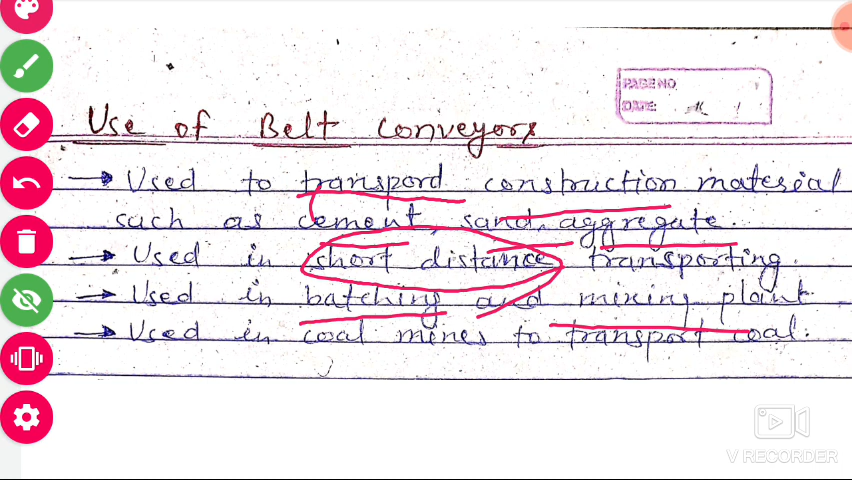 PAGE NO.
DATE:
Use of Belt conveyors
→ Used to transpord construction material
such as cement, sand, aggregate.
→ Used in short distance transporting.
→ Used in batching and mixing plant.
→ Used in coal mines to transport coal.
V RECORDER